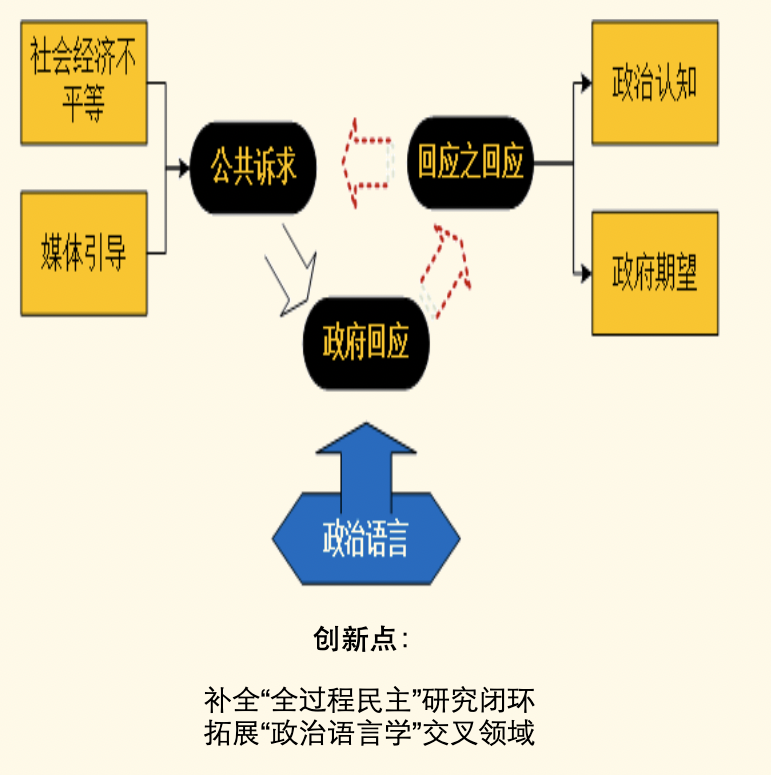 社会经济不
平等
政治认知
公共诉求
回应之回应
媒体引导
政府期望
政府回应
政治语言
创新点：
补全“全过程民主”研究闭环
拓展“政治语言学”交叉领域